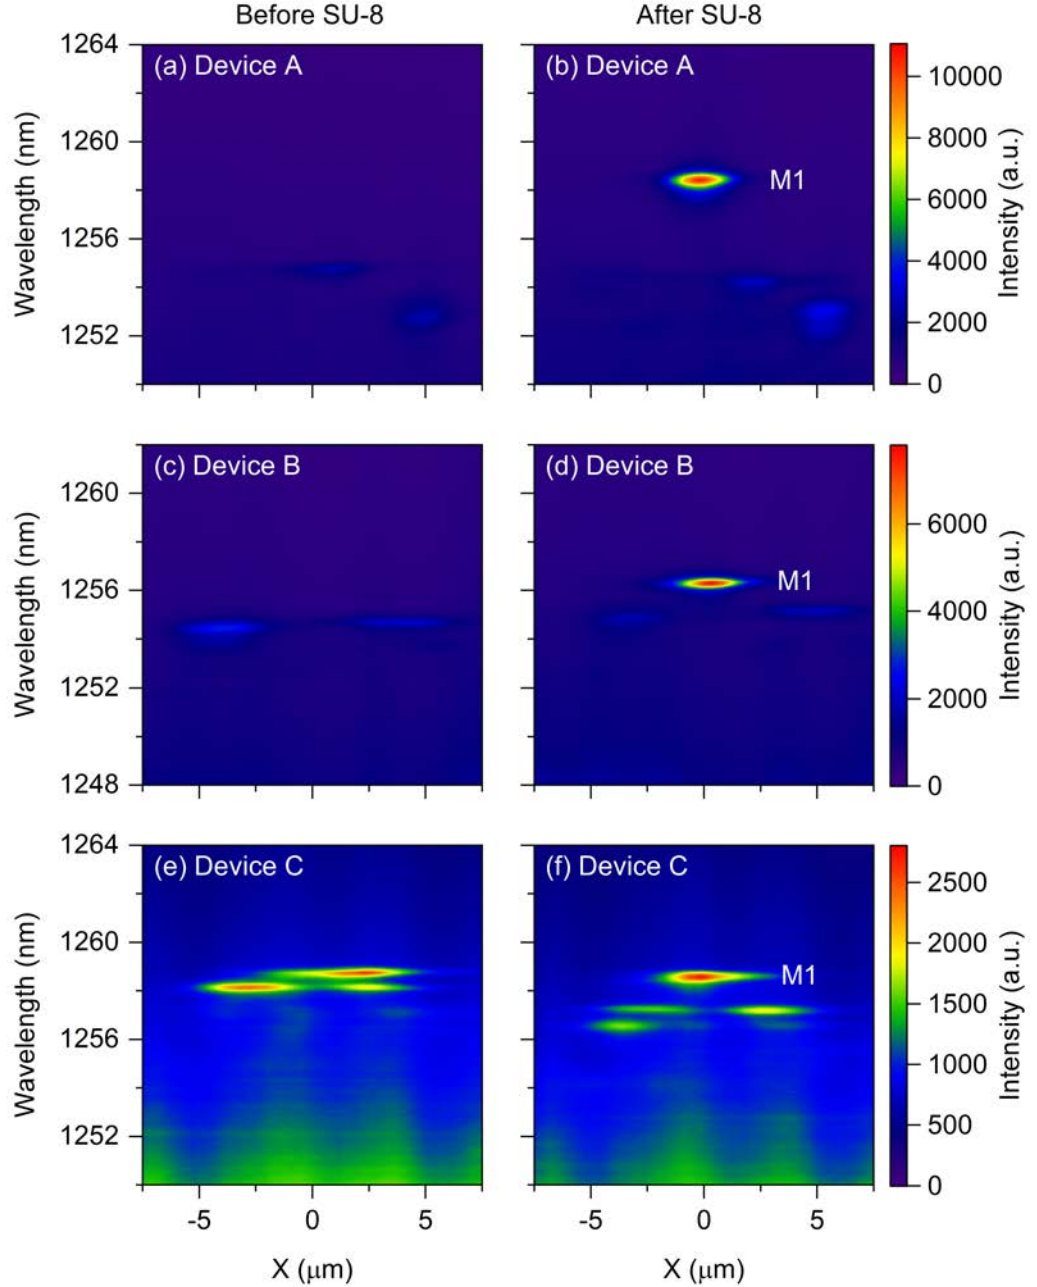 Before SU-8
After SU-8
(a) Device A
(b) Device A
M1
1264
1260
1256
1252
Wavelength (nm)
10000
8000
6000
4000
2000
0
Intensity (a.u.)
(c) Device B
(d) Device B
M1
1260
1256
1252
1248
Wavelength (nm)
6000
4000
2000
0
Intensity (a.u.)
(e) Device C
(f) Device C
M1
1264
1260
1256
1252
Wavelength (nm)
2500
2000
1500
1000
500
0
Intensity (a.u.)
-5 0 5
-5 0 5
X (μm)
X (μm)